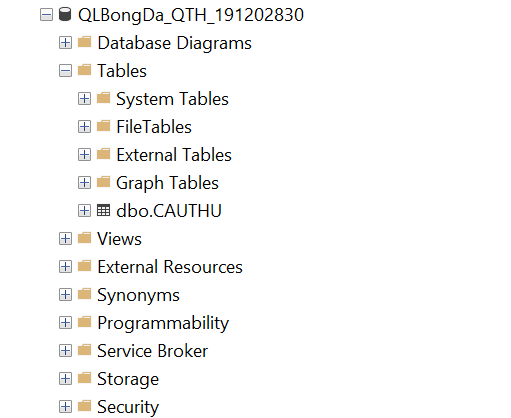 QLBongDa_QTH_191202830
Database Diagrams
Tables
System Tables
FileTables
External Tables
Graph Tables
dbo.CAUTHU
Views
External Resources
Synonyms
Programmability
Service Broker
Storage
Security